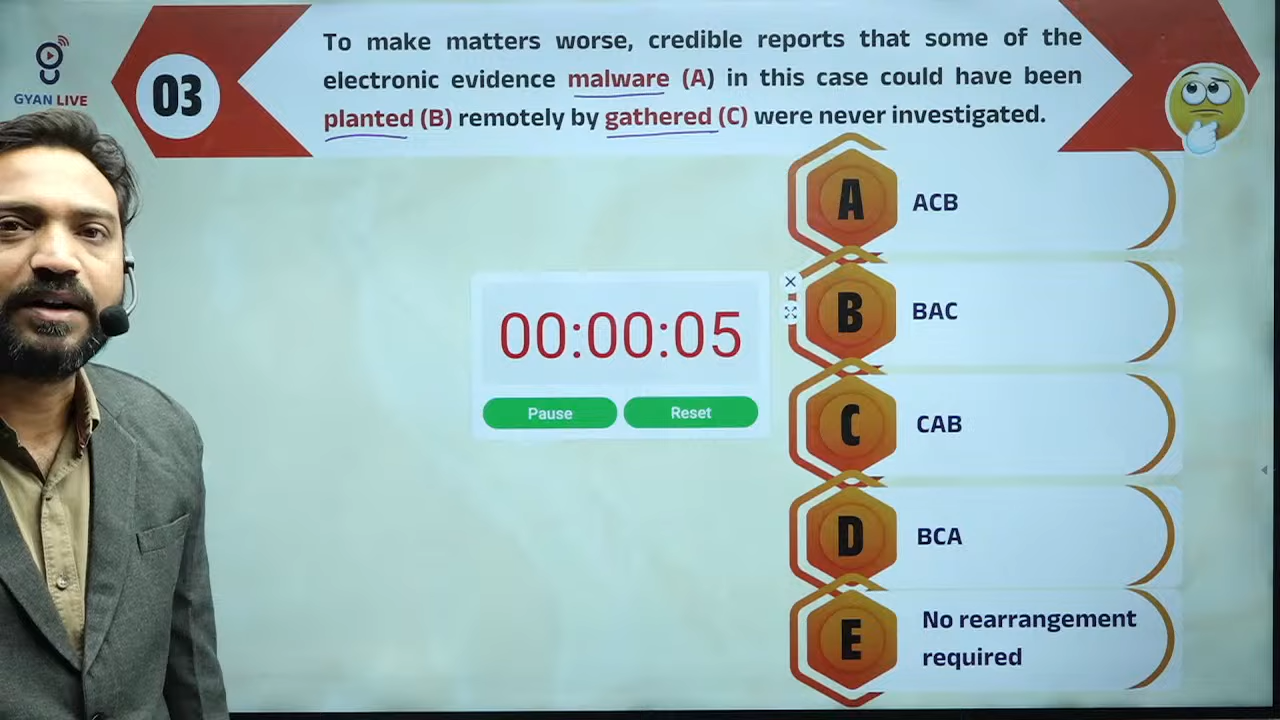 GYAN LIVE
03
To make matters worse, credible reports that some of the
electronic evidence malware (A) in this case could have been
planted (B) remotely by gathered (C) were never investigated.
A ACB
B BAC
C CAB
D BCA
E No rearrangement
required
00:00:05
Pause Reset